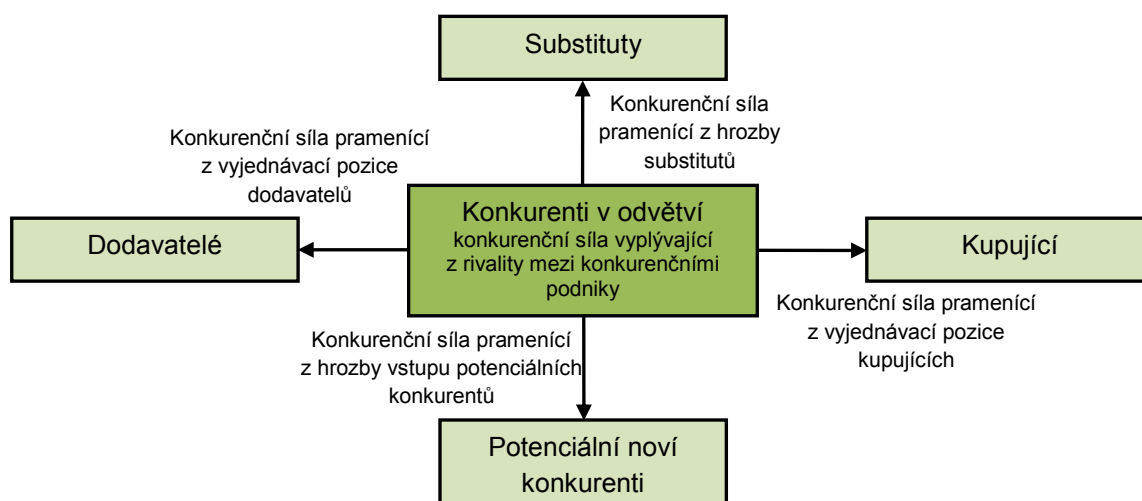 Substituty
Konkurenční síla
pramenící z hrozby
substitutů
Konkurenční síla pramenící
z vyjednávací pozice
dodavatelů
Dodavatelé
Konkurenti v odvětví
konkurenční síla vyplývající
z rivality mezi konkurenčními
podniky
Kupující
Konkurenční síla pramenící
z vyjednávací pozice
kupujících
Konkurenční síla pramenící
z hrozby vstupu potenciálních
konkurentů
Potenciální noví
konkurenti